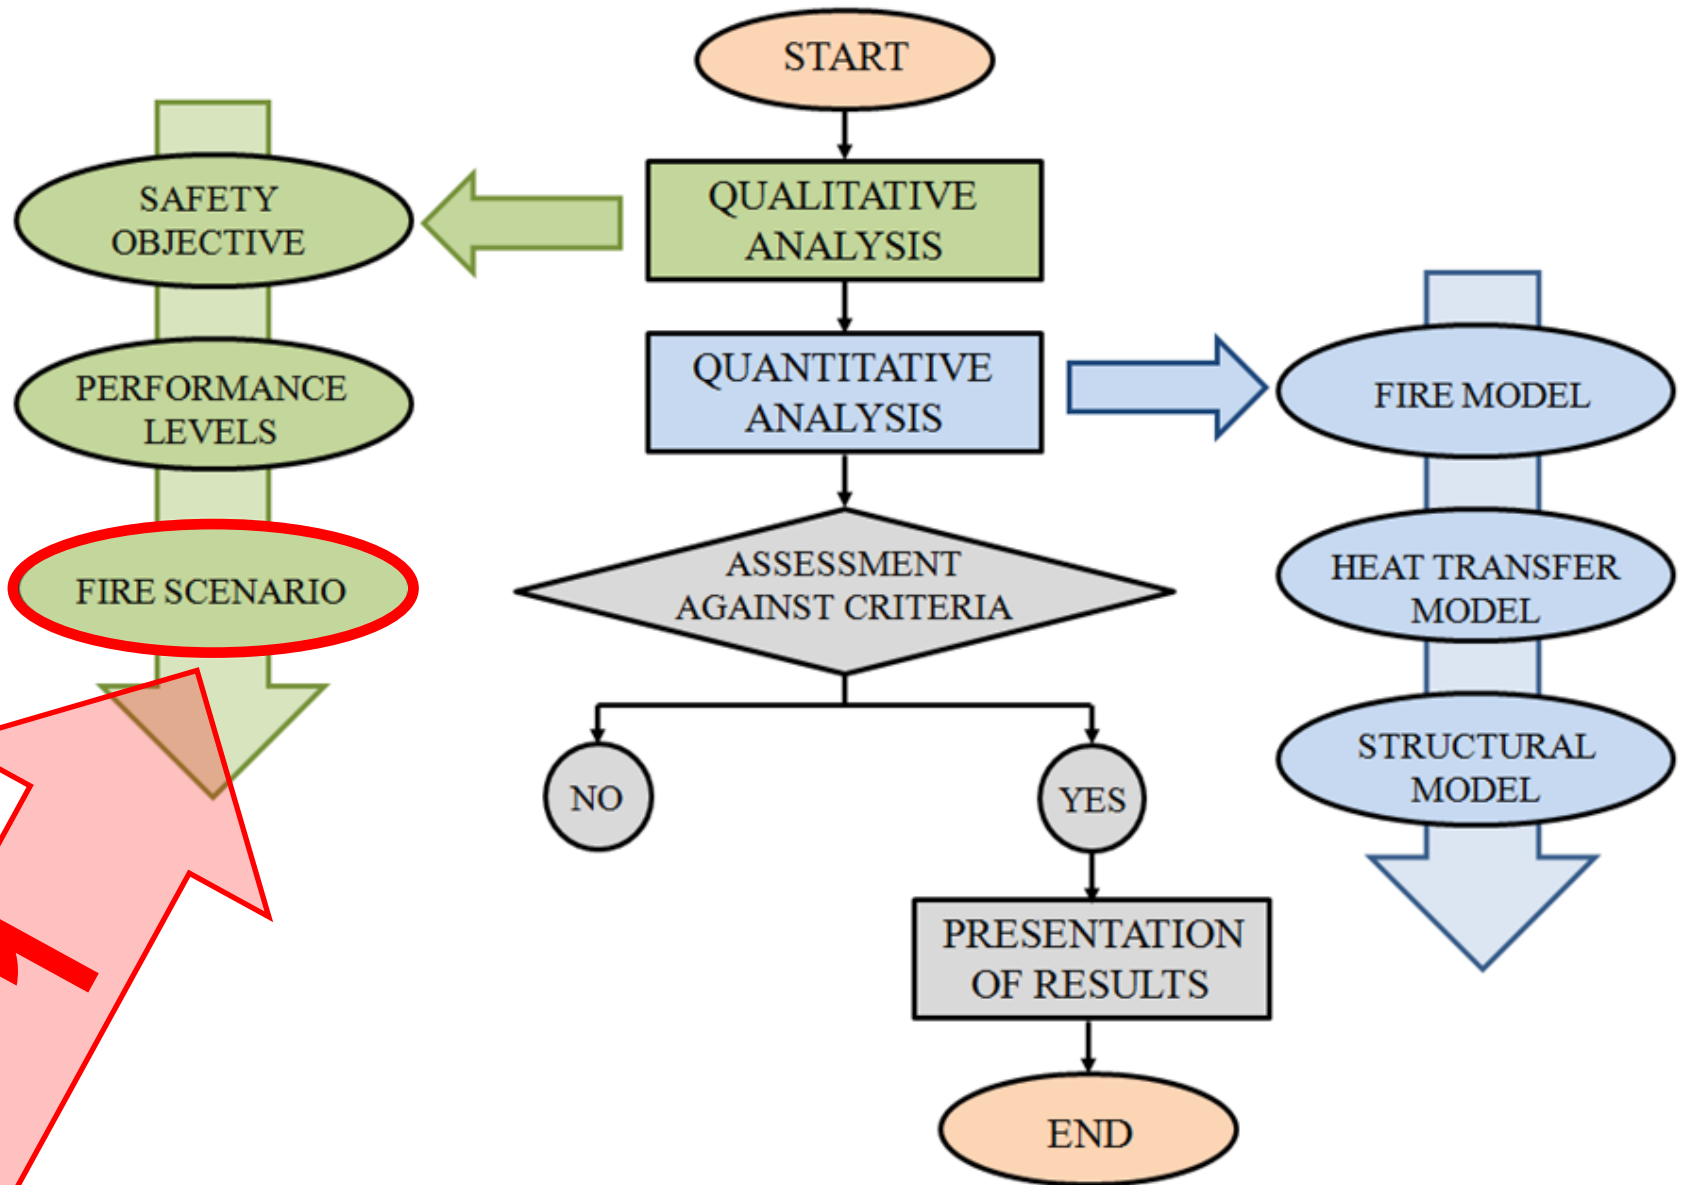 START
QUALITATIVE
ANALYSIS
SAFETY
OBJECTIVE
PERFORMANCE
LEVELS
FIRE SCENARIO
QUANTITATIVE
ANALYSIS
FIRE MODEL
HEAT TRANSFER
MODEL
STRUCTURAL
MODEL
ASSESSMENT
AGAINST CRITERIA
NO
YES
PRESENTATION
OF RESULTS
END